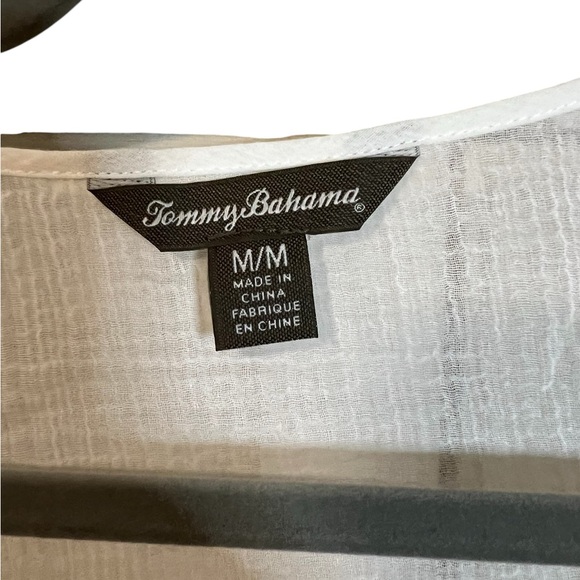 Tommy Bahama®
M/M
MADE IN
CHINA
FABRIQUE
EN CHINE